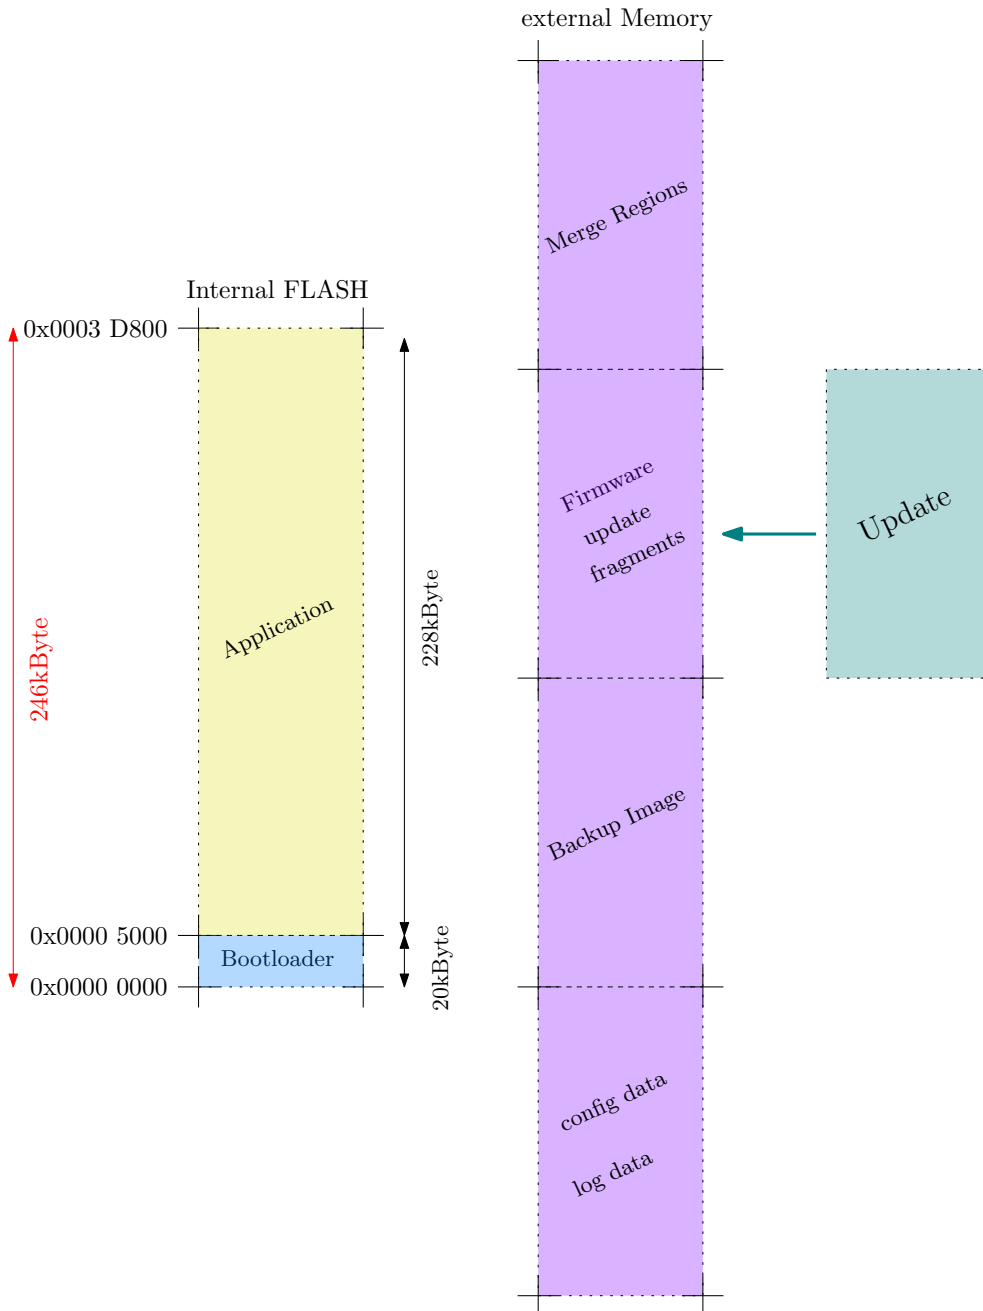 external Memory
Merge Regions
Internal FLASH
0x0003 D800
Firmware
update
fragments
Update
Application
228kByte
246kByte
Backup Image
0x0000 5000
Bootloader
20kByte
0x0000 0000
config data
log data